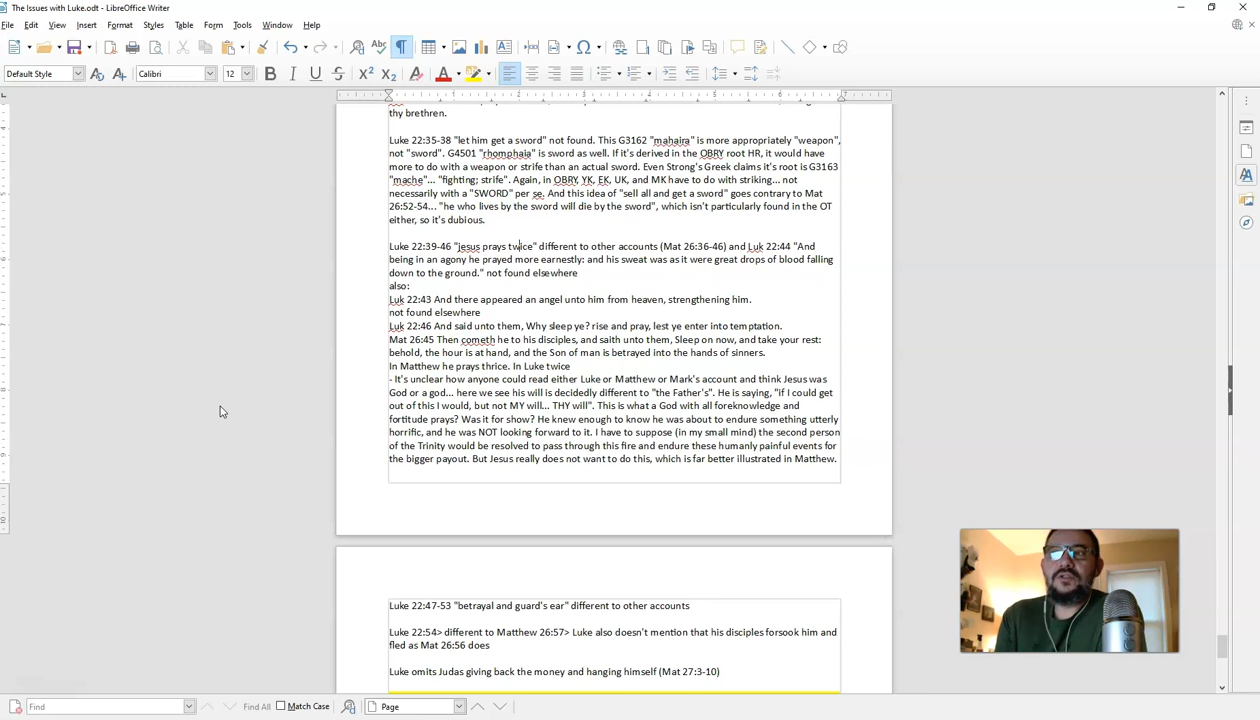 The Issues with Luke.odt - LibreOffice Writer
File Edit View Insert Format Styles Table Form Tools Window Help
Default Style Calibri 12
1 2 3 4 5 6 7
thy brethren.
Luke 22:35-38 "let him get a sword" not found. This G3162 "mahaira" is more appropriately "weapon",
not "sword". G4501 "rhomphaia" is sword as well. If it's derived in the OBRY root HR, it would have
more to do with a weapon or strife than an actual sword. Even Strong's Greek claims it's root is G3163
"mache"... "fighting; strife". Again, in OBRY, YK, EK, UK, and MK have to do with striking... not
necessarily with a "SWORD" per se. And this idea of "sell all and get a sword" goes contrary to Mat
26:52-54... "he who lives by the sword will die by the sword", which isn't particularly found in the OT
either, so it's dubious.
Luke 22:39-46 "jesus prays twice" different to other accounts (Mat 26:36-46) and Luk 22:44 "And
being in an agony he prayed more earnestly: and his sweat was as it were great drops of blood falling
down to the ground." not found elsewhere
also:
Luk 22:43 And there appeared an angel unto him from heaven, strengthening him.
not found elsewhere
Luk 22:46 And said unto them, Why sleep ye? rise and pray, lest ye enter into temptation.
Mat 26:45 Then cometh he to his disciples, and saith unto them, Sleep on now, and take your rest:
behold, the hour is at hand, and the Son of man is betrayed into the hands of sinners.
In Matthew he prays thrice. In Luke twice
- It's unclear how anyone could read either Luke or Matthew or Mark's account and think Jesus was
God or a god... here we see his will is decidedly different to "the Father's". He is saying, "if I could get
out of this I would, but not MY will... THY will". This is what a God with all foreknowledge and
fortitude prays? Was it for show? He knew enough to know he was about to endure something utterly
horrific, and he was NOT looking forward to it. I have to suppose (in my small mind) the second person
of the Trinity would be resolved to pass through this fire and endure these humanly painful events for
the bigger payout. But Jesus really does not want to do this, which is far better illustrated in Matthew.
Luke 22:47-53 "betrayal and guard's ear" different to other accounts
Luke 22:54> different to Matthew 26:57> Luke also doesn't mention that his disciples forsook him and
fled as Mat 26:56 does
Luke omits Judas giving back the money and hanging himself (Mat 27:3-10)
Find Find All Match Case Page